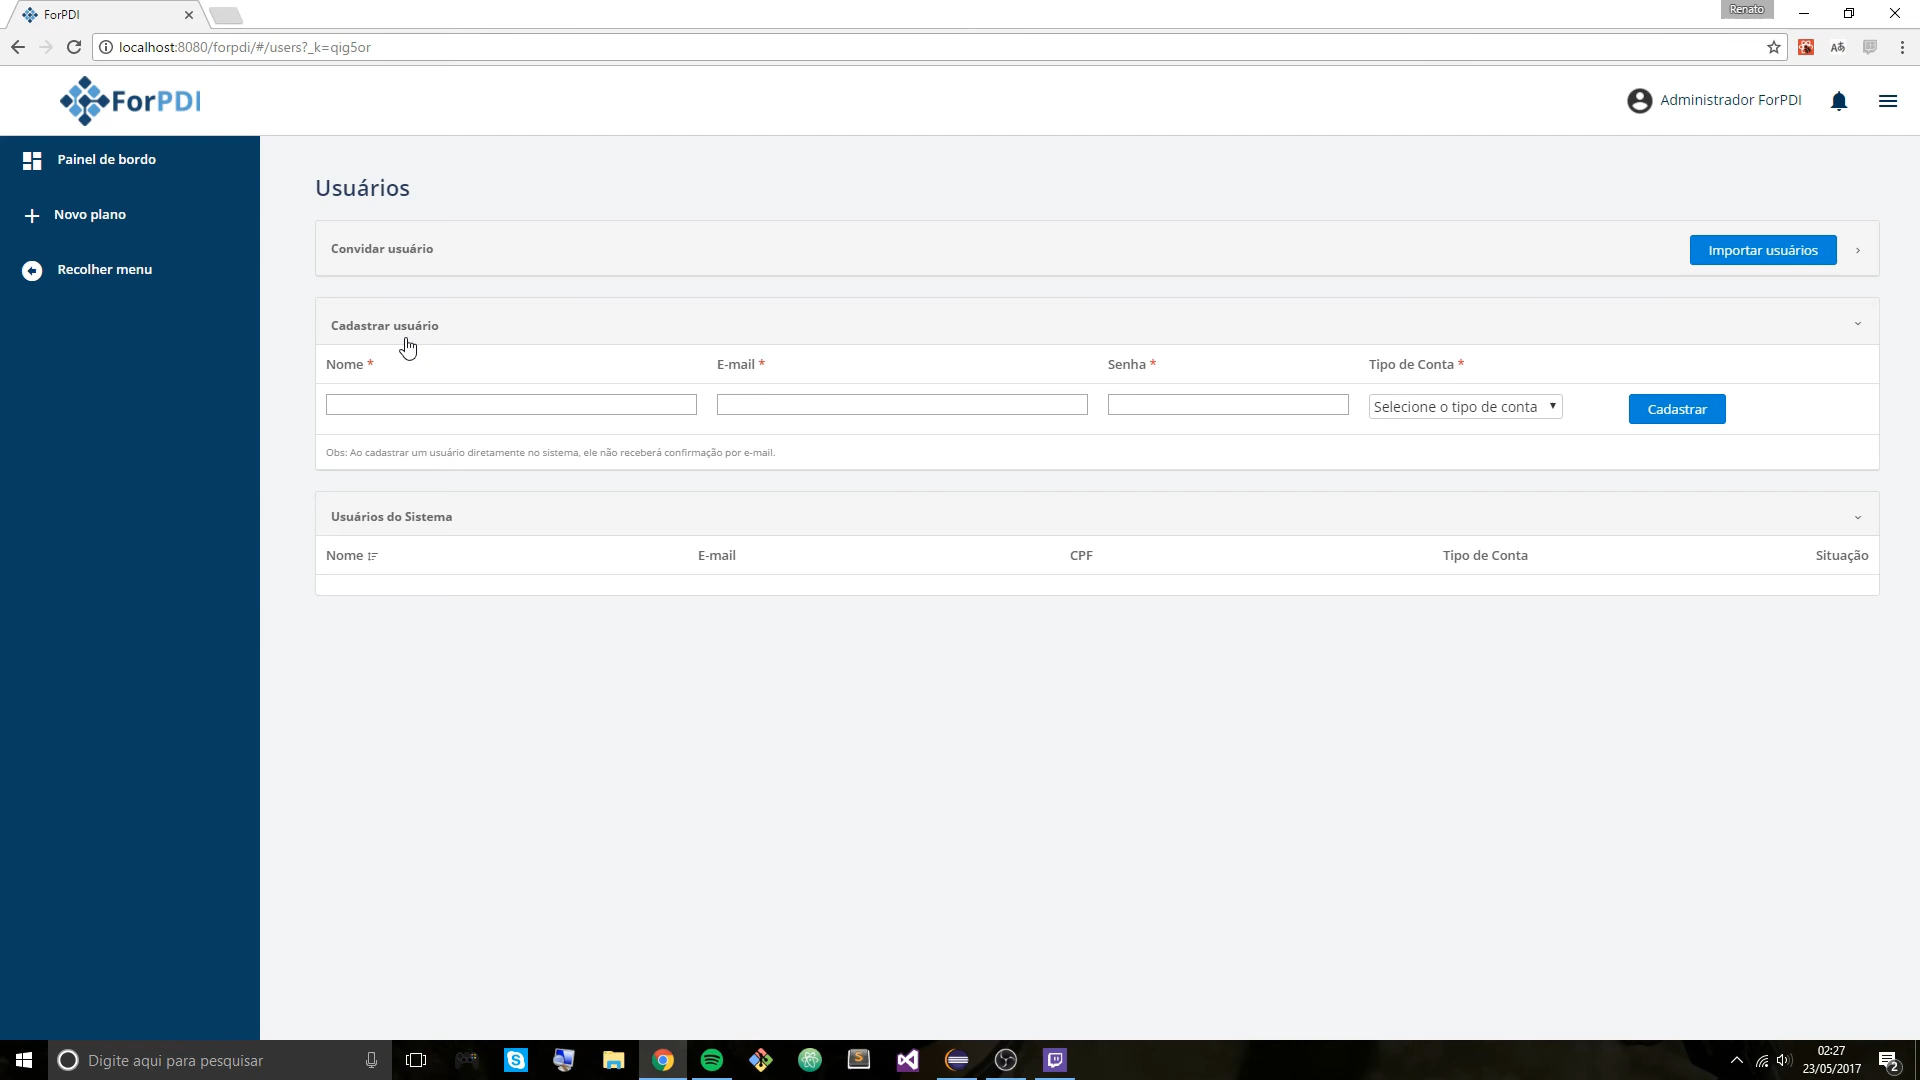 ForPDI
Renato
localhost:8080/forpdi/#/users?_k=qig5or
ForPDI
Administrador ForPDI
Painel de bordo
Novo plano
Recolher menu
Usuários
Convidar usuário
Importar usuários
Cadastrar usuário
Nome * E-mail * Senha * Tipo de Conta *
Selecione o tipo de conta
Cadastrar
Obs: Ao cadastrar um usuário diretamente no sistema, ele não receberá confirmação por e-mail.
Usuários do Sistema
Nome E-mail CPF Tipo de Conta Situação
Digite aqui para pesquisar
02:27
23/05/2017
2